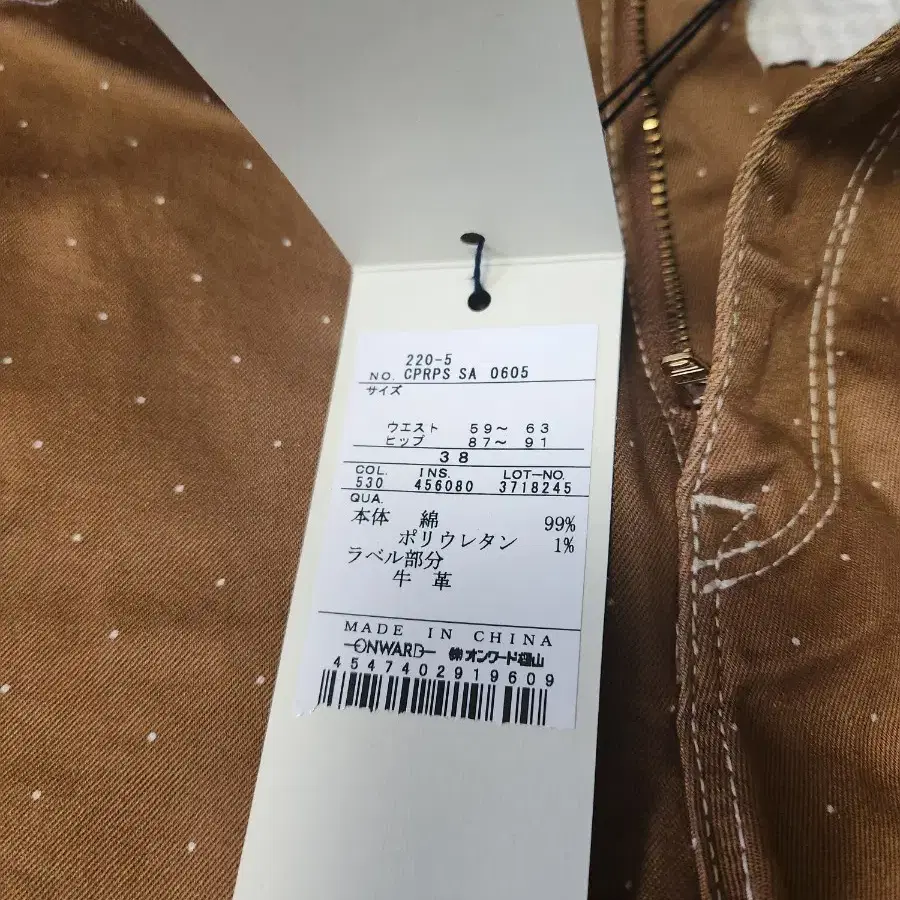 220-5
NO. CPRPS SA 0605
サイズ
ウエスト 59～ 63
ヒップ 87～ 91
38
COL. INS. LOT-NO.
530 456080 3718245
QUA.
本体 綿 99%
ポリウレタン 1%
ラベル部分
牛 革
MADE IN CHINA
ONWARD ㈱オンワード樫山
4547402919609